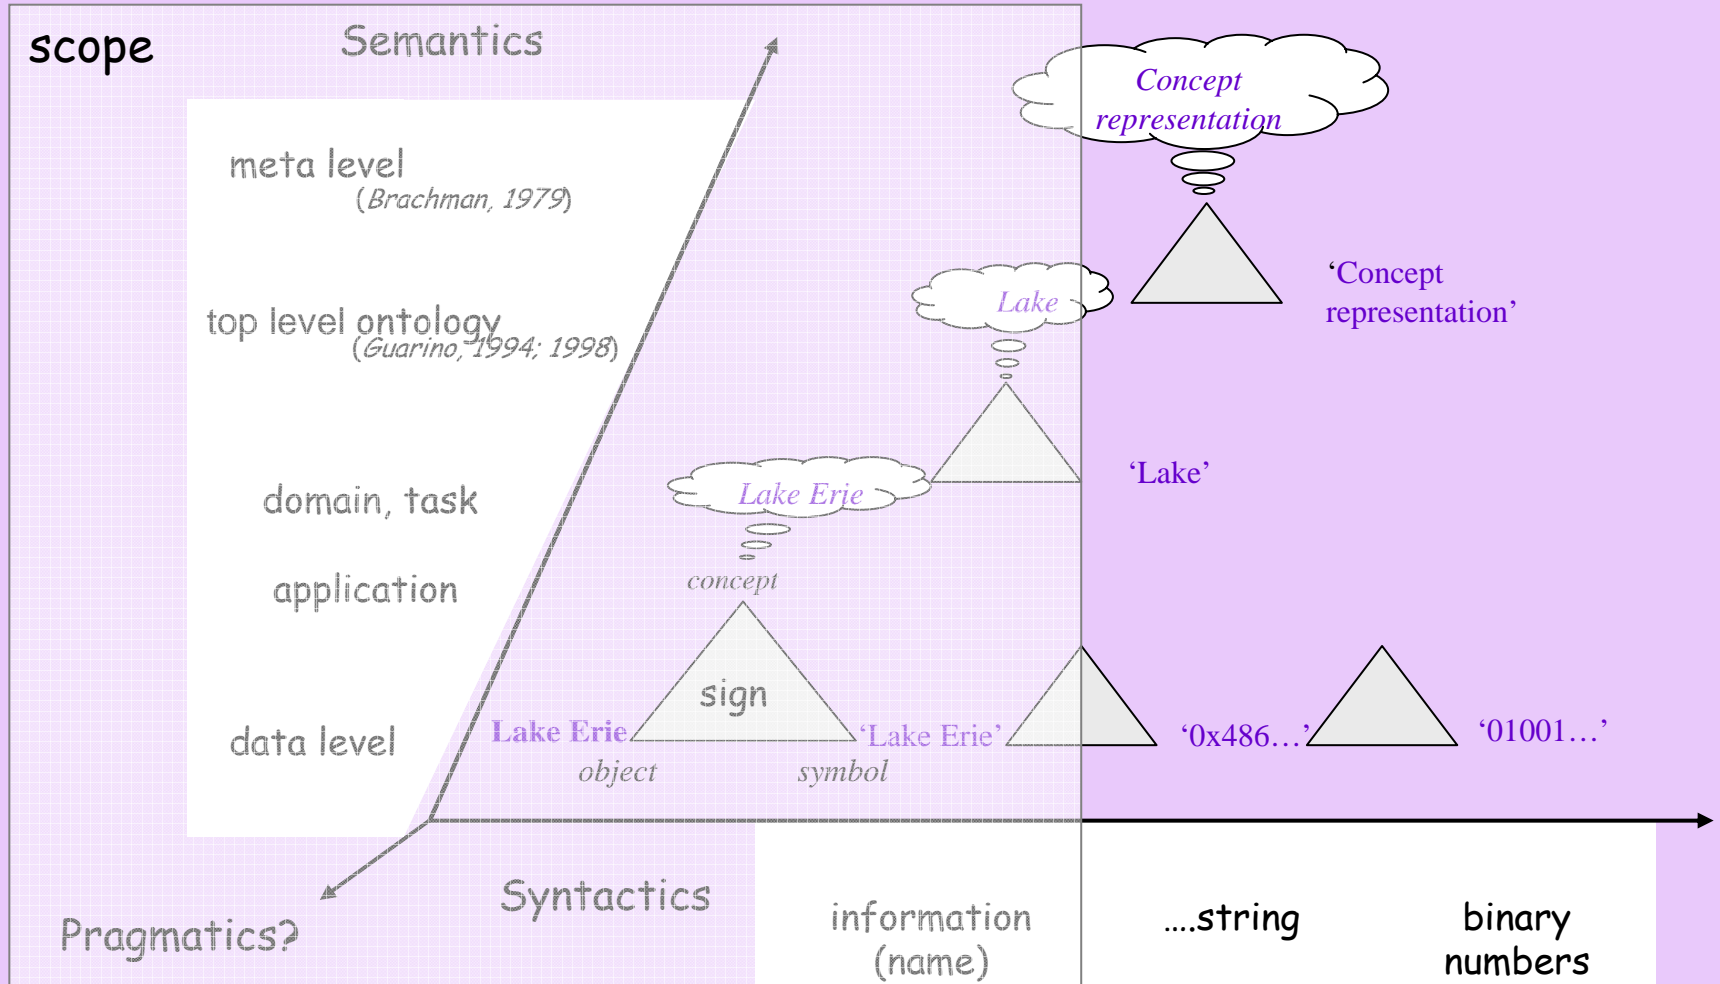 scope
Semantics
Concept
representation
meta level
(Brachman, 1979)
‘Concept
representation’
Lake
top level ontology
(Guarino, 1994; 1998)
‘Lake’
Lake Erie
domain, task
concept
application
sign
data level
Lake Erie
‘Lake Erie’
‘0x486…’
‘01001…’
object
symbol
Syntactics
Pragmatics?
information
(name)
….string
binary
numbers